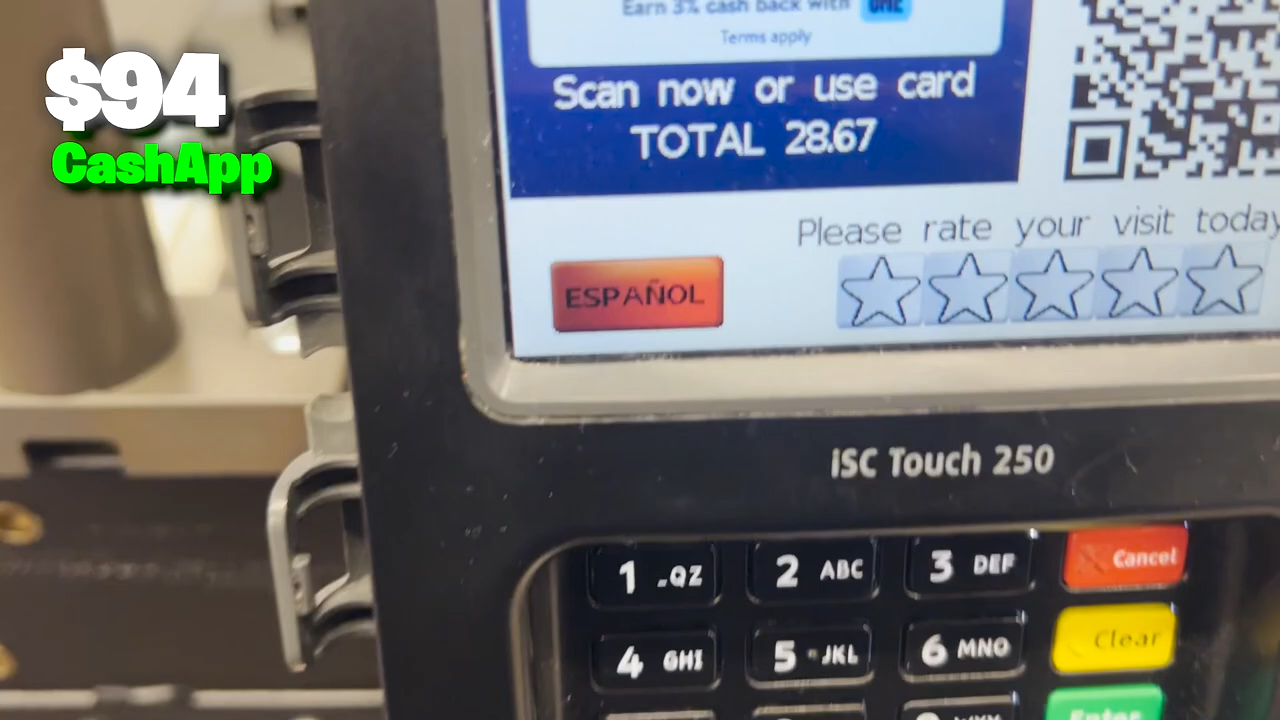 $94
CashApp
Earn 3% cash back with ONE
Terms apply
Scan now or use card
TOTAL 28.67
Please rate your visit today
ESPAÑOL
iSC Touch 250
1 .QZ
2 ABC
3 DEF
Cancel
4 GHI
5 JKL
6 MNO
Clear
Enter